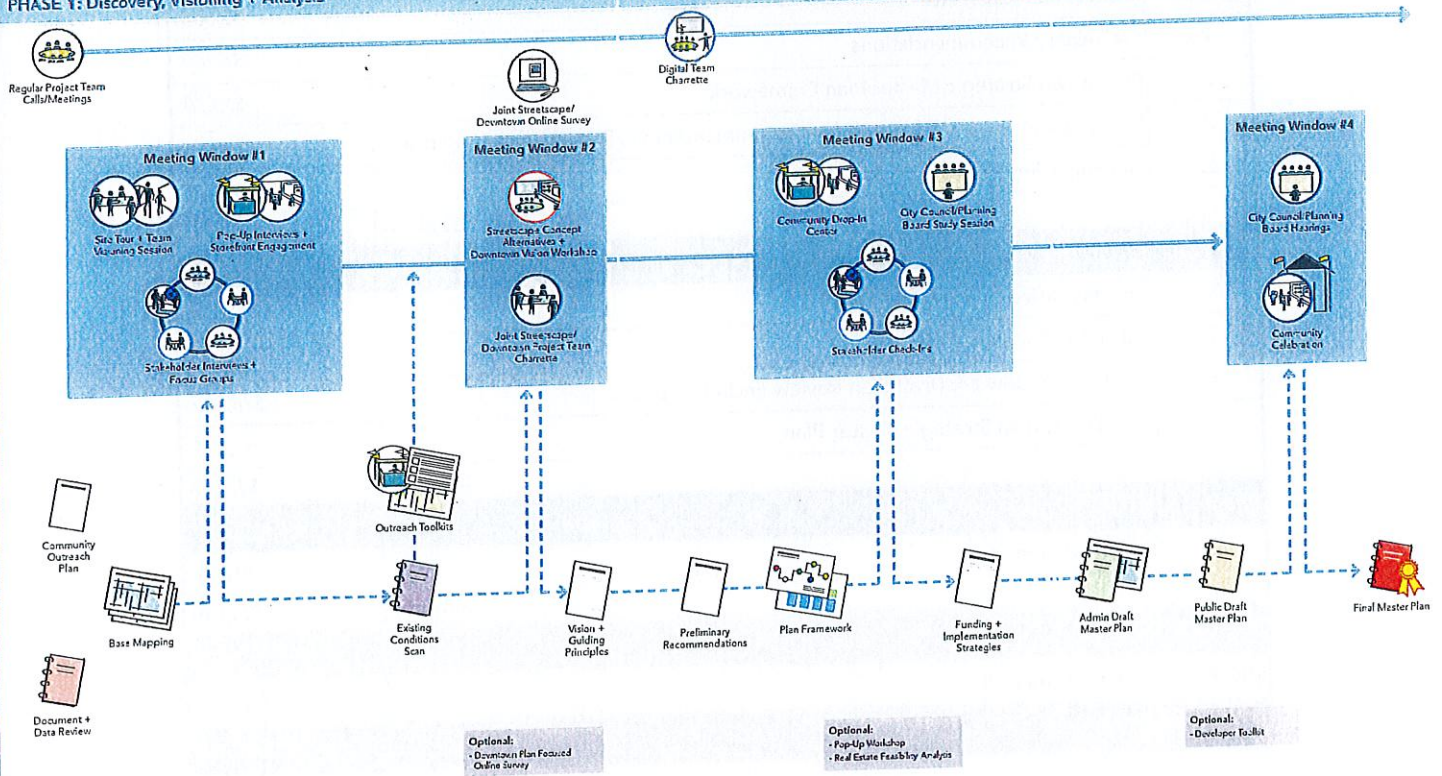 PHASE 1: Discovery, Visioning + Analysis
Regular Project Team
Calls/Meetings
Joint Streetscape/
Downtown Online Survey
Digital Team
Charrette
Meeting Window #1
Site Tour + Team
Visioning Session
Pop-Up Interviews +
Storefront Engagement
Stakeholder Interviews +
Focus Groups
Meeting Window #2
Streetscape Concept
Alternatives +
Downtown Vision Workshop
Joint Streetscape/
Downtown Project Team
Charrette
Meeting Window #3
Community Drop-In
Center
City Council/Planning
Board Study Session
Stakeholder Check-Ins
Meeting Window #4
City Council/Planning
Board Hearings
Community
Celebration
Community
Outreach
Plan
Base Mapping
Document +
Data Review
Outreach Toolkits
Existing
Conditions
Scan
Vision +
Guiding
Principles
Preliminary
Recommendations
Plan Framework
Funding +
Implementation
Strategies
Admin Draft
Master Plan
Public Draft
Master Plan
Final Master Plan
Optional:
- Downtown Plan Focused
Online Survey
Optional:
- Pop-Up Workshop
- Real Estate Feasibility Analysis
Optional:
- Developer Toolkit